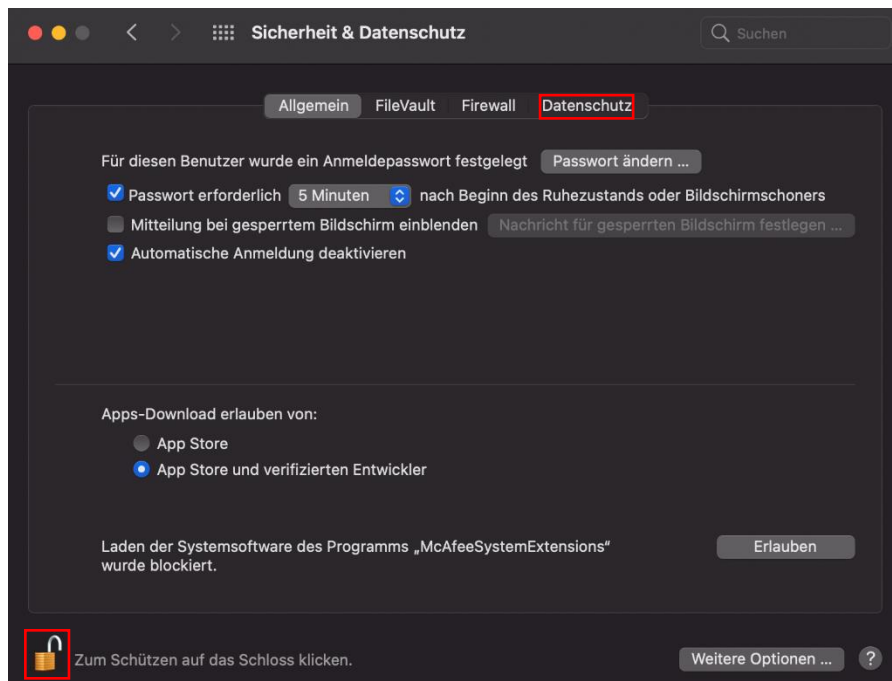 Sicherheit & Datenschutz
Suchen
Allgemein FileVault Firewall Datenschutz
Für diesen Benutzer wurde ein Anmeldepasswort festgelegt Passwort ändern ...
Passwort erforderlich 5 Minuten nach Beginn des Ruhezustands oder Bildschirmschoners
Mitteilung bei gesperrtem Bildschirm einblenden Nachricht für gesperrten Bildschirm festlegen ...
Automatische Anmeldung deaktivieren
Apps-Download erlauben von:
App Store
App Store und verifizierten Entwickler
Laden der Systemsoftware des Programms „McAfeeSystemExtensions“ Erlauben
wurde blockiert.
Zum Schützen auf das Schloss klicken. Weitere Optionen ... ?